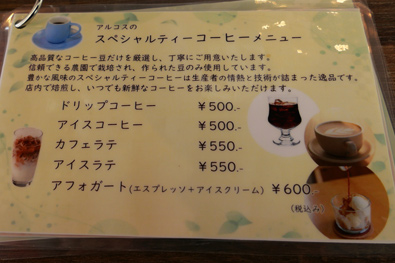 アルコスの
スペシャルティーコーヒーメニュー
高品質なコーヒー豆だけを厳選し、丁寧にご用意いたします。
信頼できる農園で栽培され、作られた豆のみ使用しています。
豊かな風味のスペシャルティーコーヒーは生産者の情熱と技術が詰まった逸品です。
店内で焙煎し、いつでも新鮮なコーヒーをお楽しみいただけます。
ドリップコーヒー ￥500.-
アイスコーヒー ￥500.-
カフェラテ ￥550.-
アイスラテ ￥550.-
アフォガート(エスプレッソ+アイスクリーム) ￥600.-
(税込み)